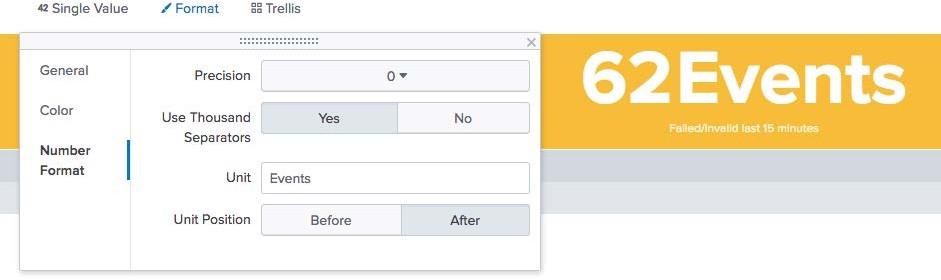 42 Single Value Format Trellis
General
Color
Number
Format
Precision 0
Use Thousand
Separators
Yes No
Unit Events
Unit Position Before After
62Events
Failed/Invalid last 15 minutes